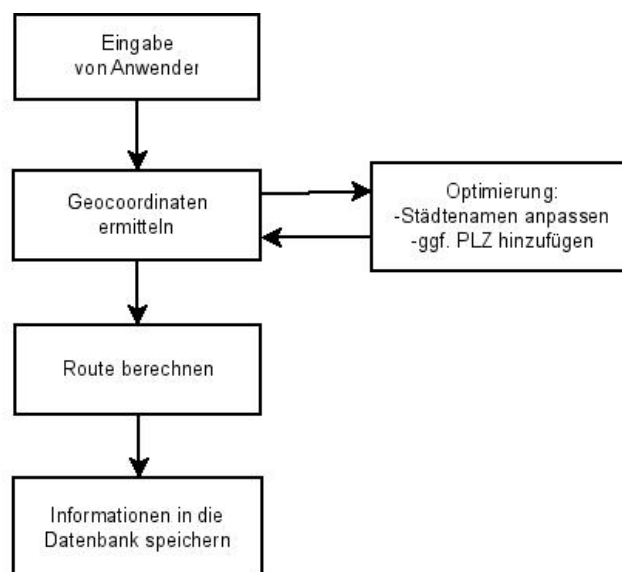 Eingabe
von Anwender
Geocoordinaten
ermitteln
Optimierung:
-Städtenamen anpassen
-ggf. PLZ hinzufügen
Route berechnen
Informationen in die
Datenbank speichern